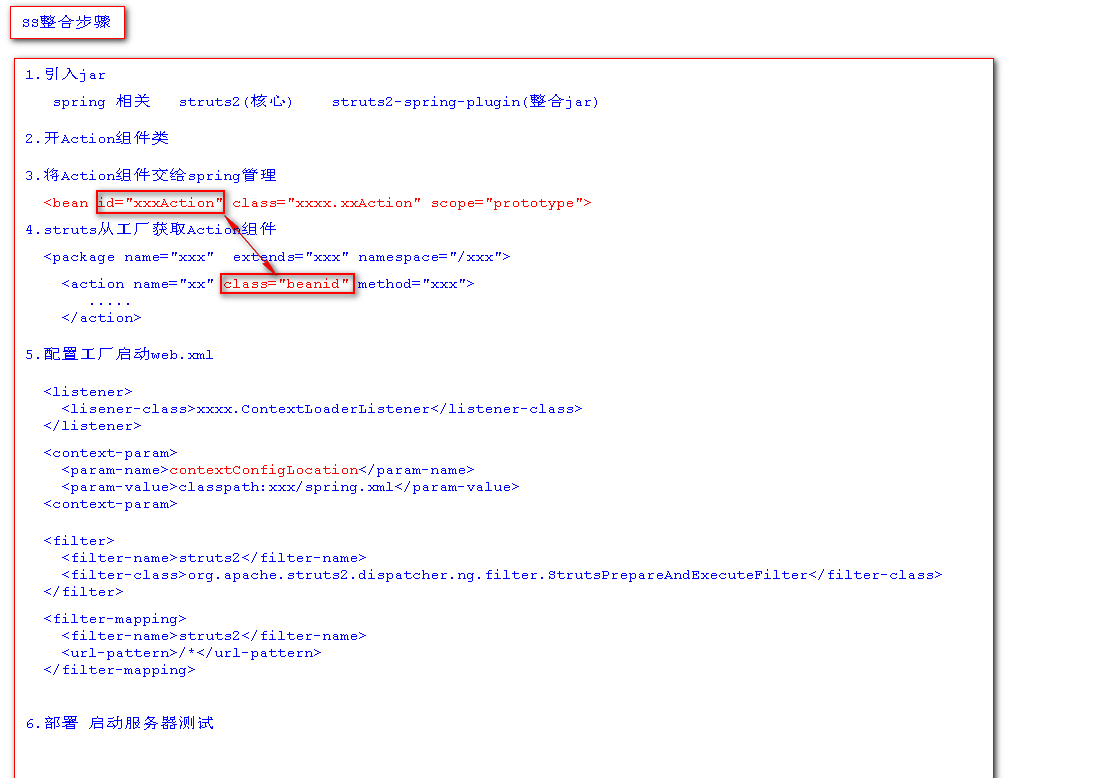 ss整合步骤
1.引入jar
spring 相关 struts2(核心) struts2-spring-plugin(整合jar)
2.开Action组件类
3.将Action组件交给spring管理
<bean id="xxxAction" class="xxxx.xxAction" scope="prototype">
4.struts从工厂获取Action组件
<package name="xxx" extends="xxx" namespace="/xxx">
<action name="xx" class="beanid" method="xxx">
.....
</action>
5.配置工厂启动web.xml
<listener>
<lisener-class>xxxx.ContextLoaderListener</listener-class>
</listener>
<context-param>
<param-name>contextConfigLocation</param-name>
<param-value>classpath:xxx/spring.xml</param-value>
<context-param>
<filter>
<filter-name>struts2</filter-name>
<filter-class>org.apache.struts2.dispatcher.ng.filter.StrutsPrepareAndExecuteFilter</filter-class>
</filter>
<filter-mapping>
<filter-name>struts2</filter-name>
<url-pattern>/*</url-pattern>
</filter-mapping>
6.部署 启动服务器测试